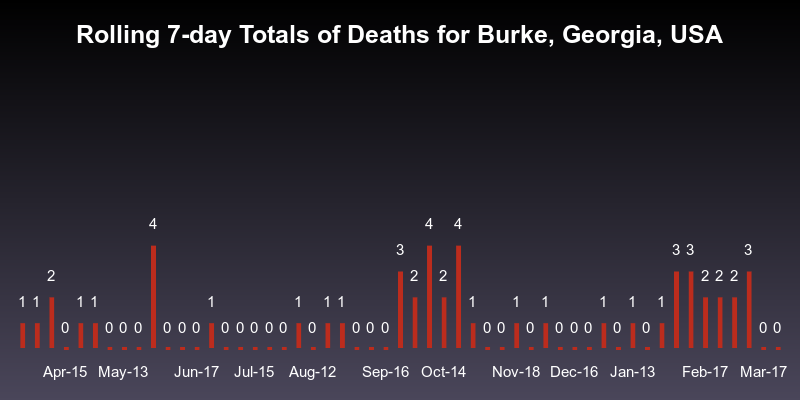 Rolling 7-day Totals of Deaths for Burke, Georgia, USA
1 1 2 0 1 1 0 0 0 4 0 0 0 1 0 0 0 0 0 1 0 1 1 0 0 0 3 2 4 2 4 1 0 0 1 0 1 0 0 0 1 0 1 0 1 3 3 2 2 2 3 0 0
Apr-15 May-13 Jun-17 Jul-15 Aug-12 Sep-16 Oct-14 Nov-18 Dec-16 Jan-13 Feb-17 Mar-17